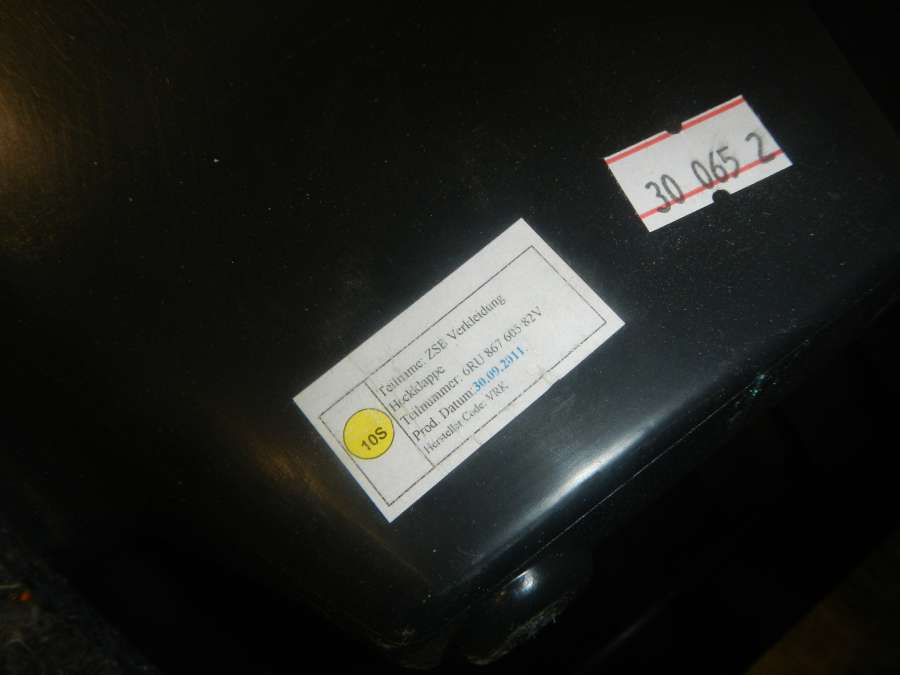 30 065 2
Teilname: ZSE Verkleidung
Heckklappe
Teilnummer: 6RU 867 605 82V
Prod. Datum: 30.09.2011
Herstellst Code: VRK
10S